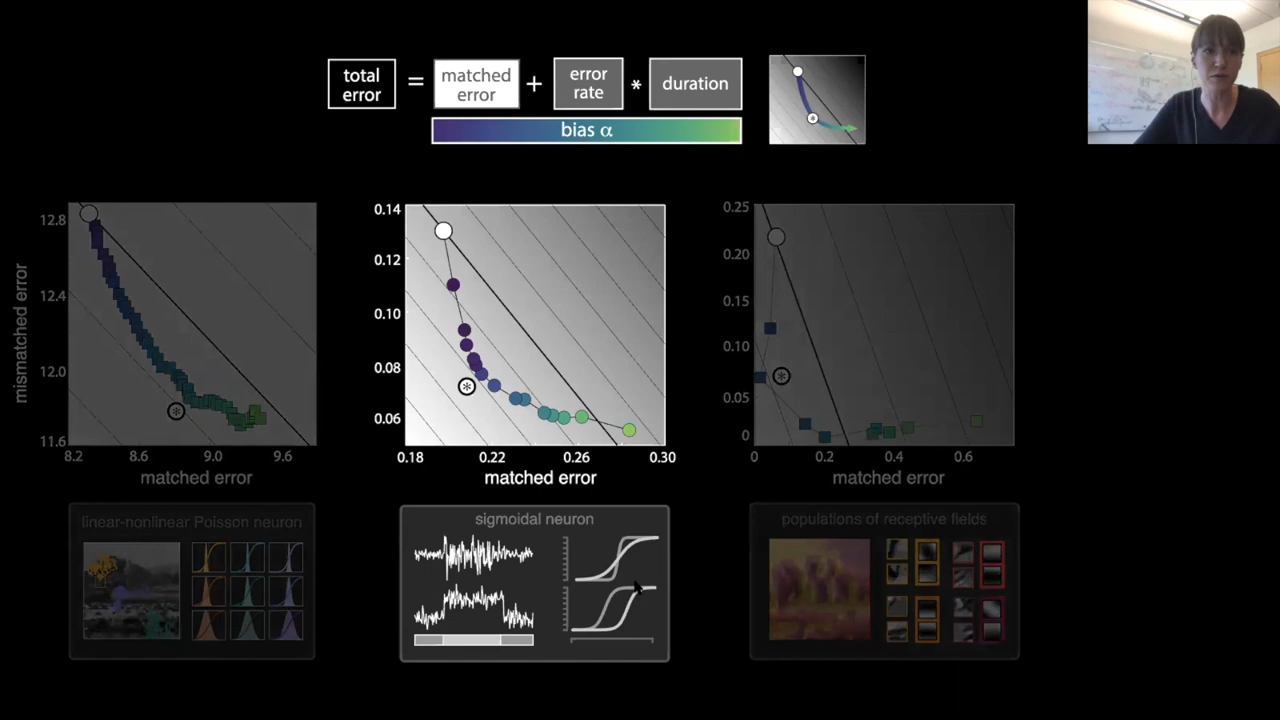 total error = matched error + error rate * duration
bias α
mismatched error
12.8
12.4
12.0
11.6
8.2 8.6 9.0 9.6
matched error
0.14
0.12
0.10
0.08
0.06
0.18 0.22 0.26 0.30
matched error
0.25
0.20
0.15
0.10
0.05
0
0 0.2 0.4 0.6
matched error
linear-nonlinear Poisson neuron
sigmoidal neuron
populations of receptive fields